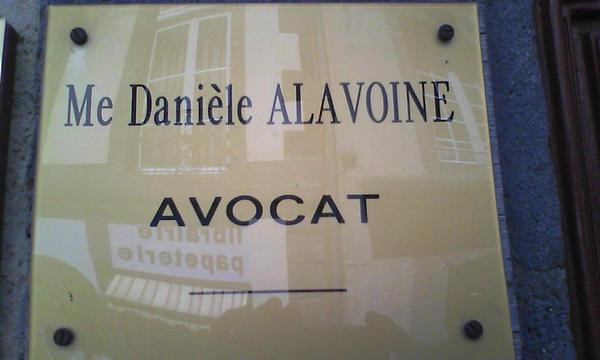 Me Danièle ALAVOINE
AVOCAT
librairie
papeterie